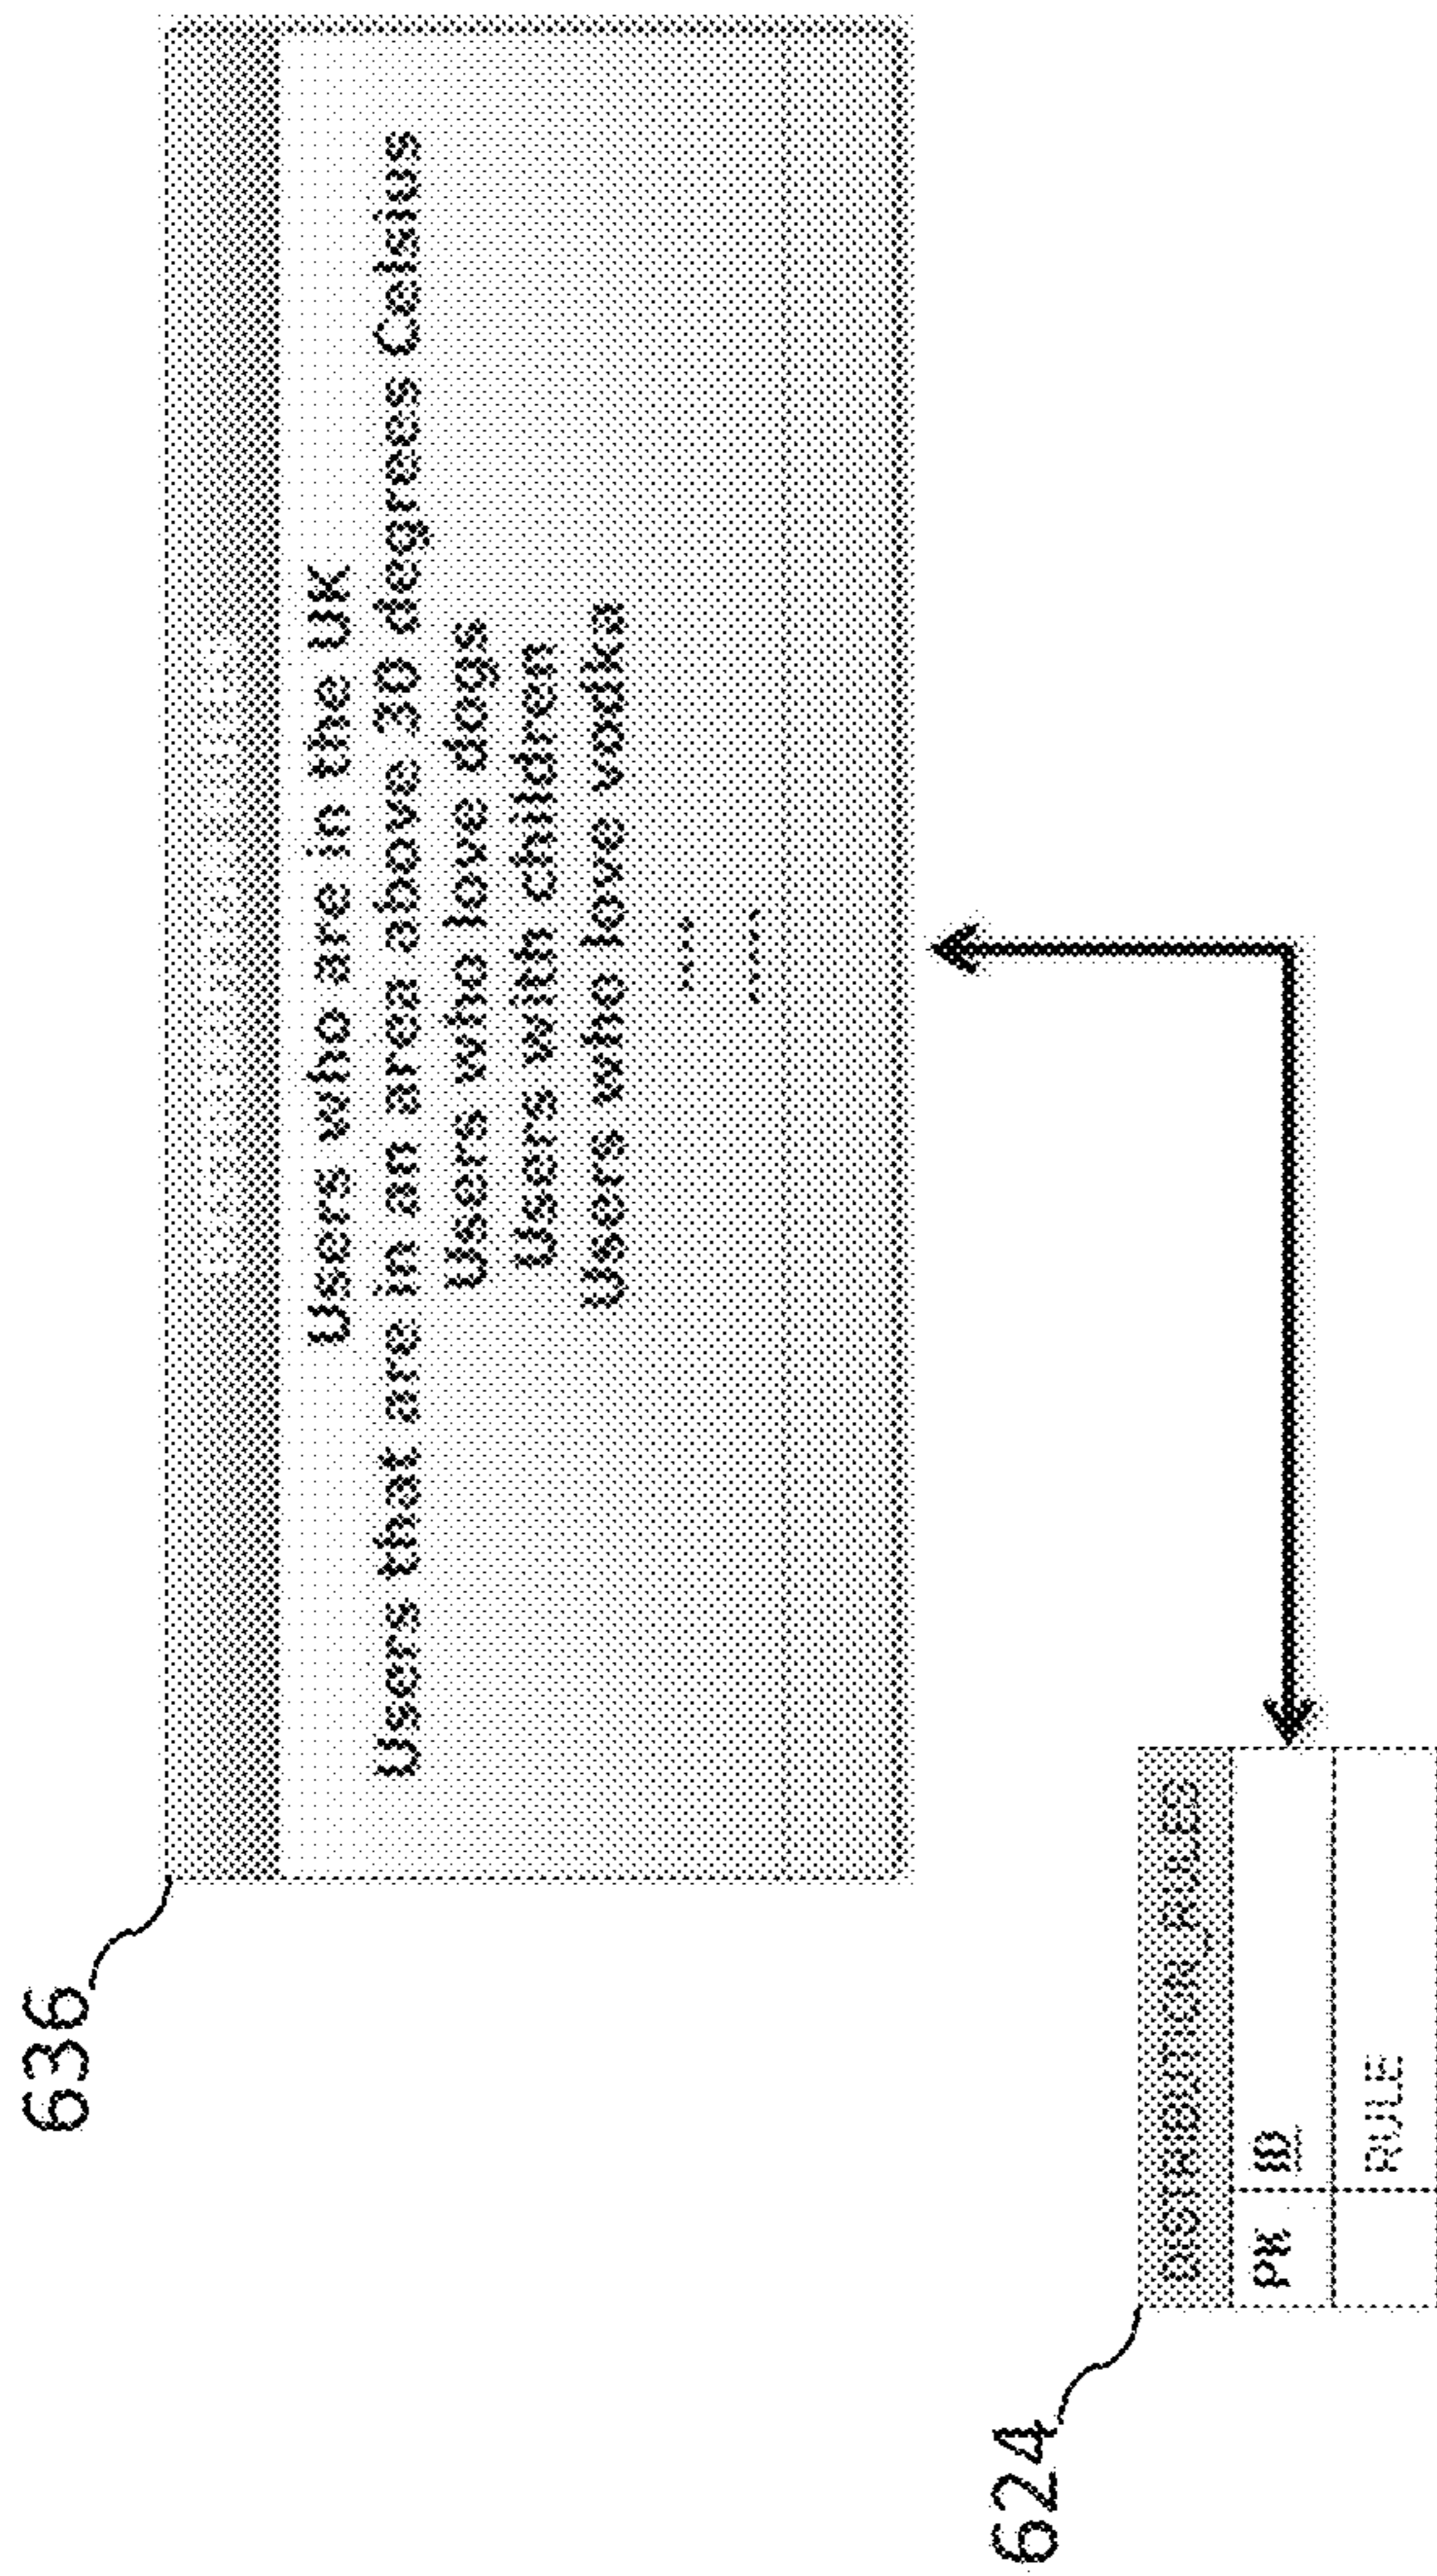 636
Users who are in the UK
Users that are in an area above 30 degrees Celsius
Users who love dogs
Users with children
Users who love vodka
....
.....
624
DISTRIBUTION_RULES
PK ID
RULE